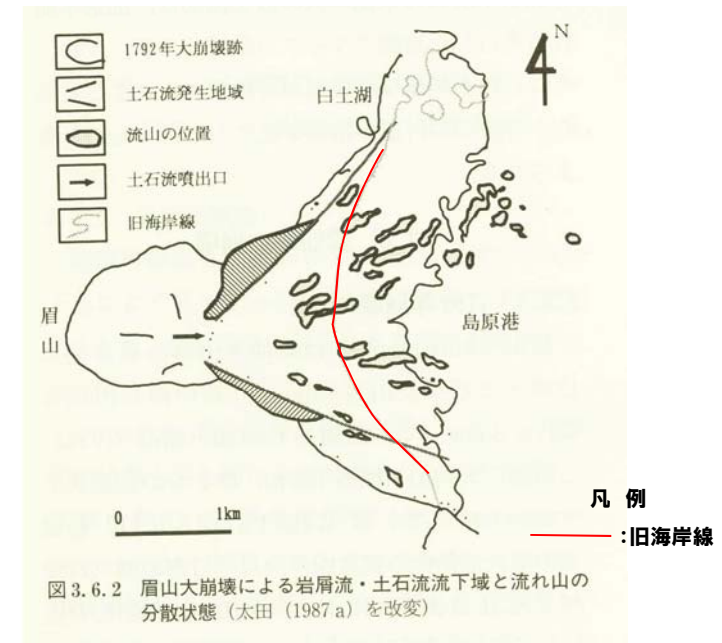 N
1792年大崩壊跡
土石流発生地域
流山の位置
土石流噴出口
旧海岸線
白土湖
眉山
島原港
0 1km
凡 例
:旧海岸線
図3.6.2 眉山大崩壊による岩屑流・土石流流下域と流れ山の
分散状態(太田(1987a)を改変)